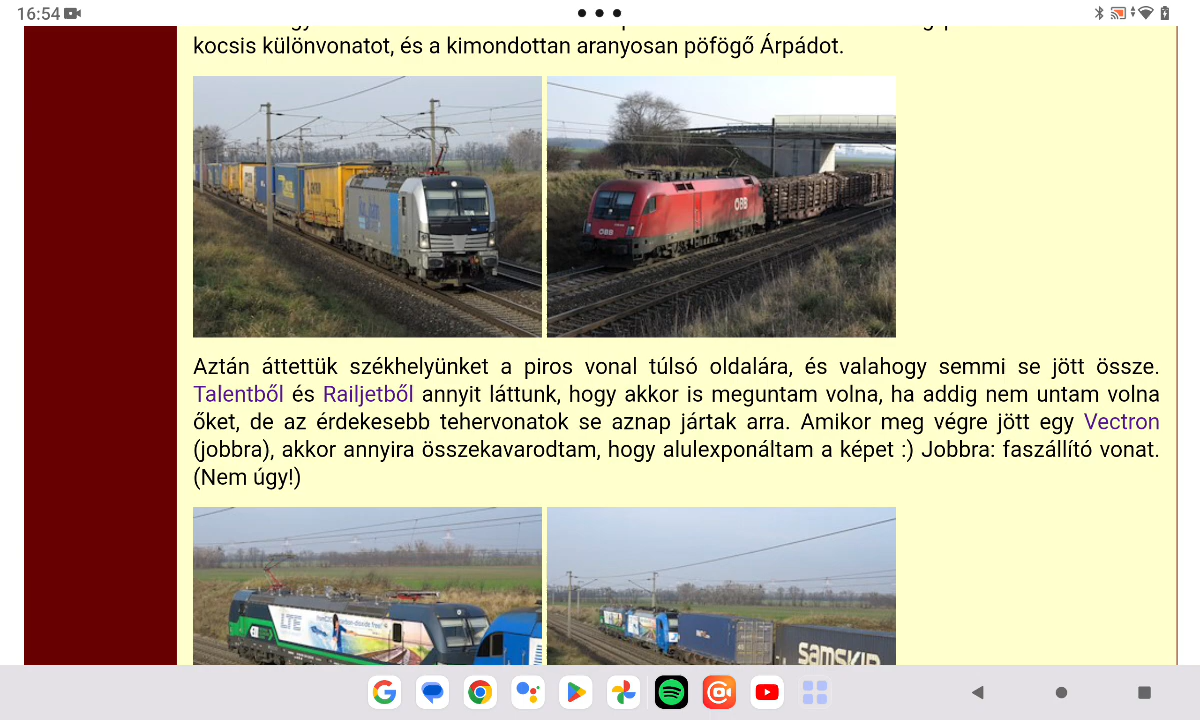 16:54
kocsis különvonatot, és a kimondottan aranyosan pöfögő Árpádot.
ÖBB
ÖBB
Aztán áttettük székhelyünket a piros vonal túlsó oldalára, és valahogy semmi se jött össze.
Talentből és Railjetből annyit láttunk, hogy akkor is meguntam volna, ha addig nem untam volna
őket, de az érdekesebb tehervonatok se aznap jártak arra. Amikor meg végre jött egy Vectron
(jobbra), akkor annyira összekavarodtam, hogy alulexponáltam a képet :) Jobbra: faszállító vonat.
(Nem úgy!)
LTE
SAMSKIP